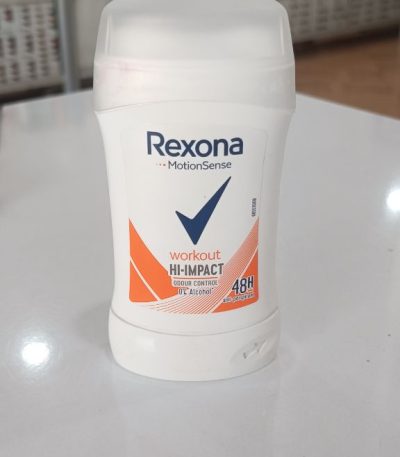 Rexona
MotionSense
workout
HI-IMPACT
ODOUR CONTROL
0% Alcohol
48H